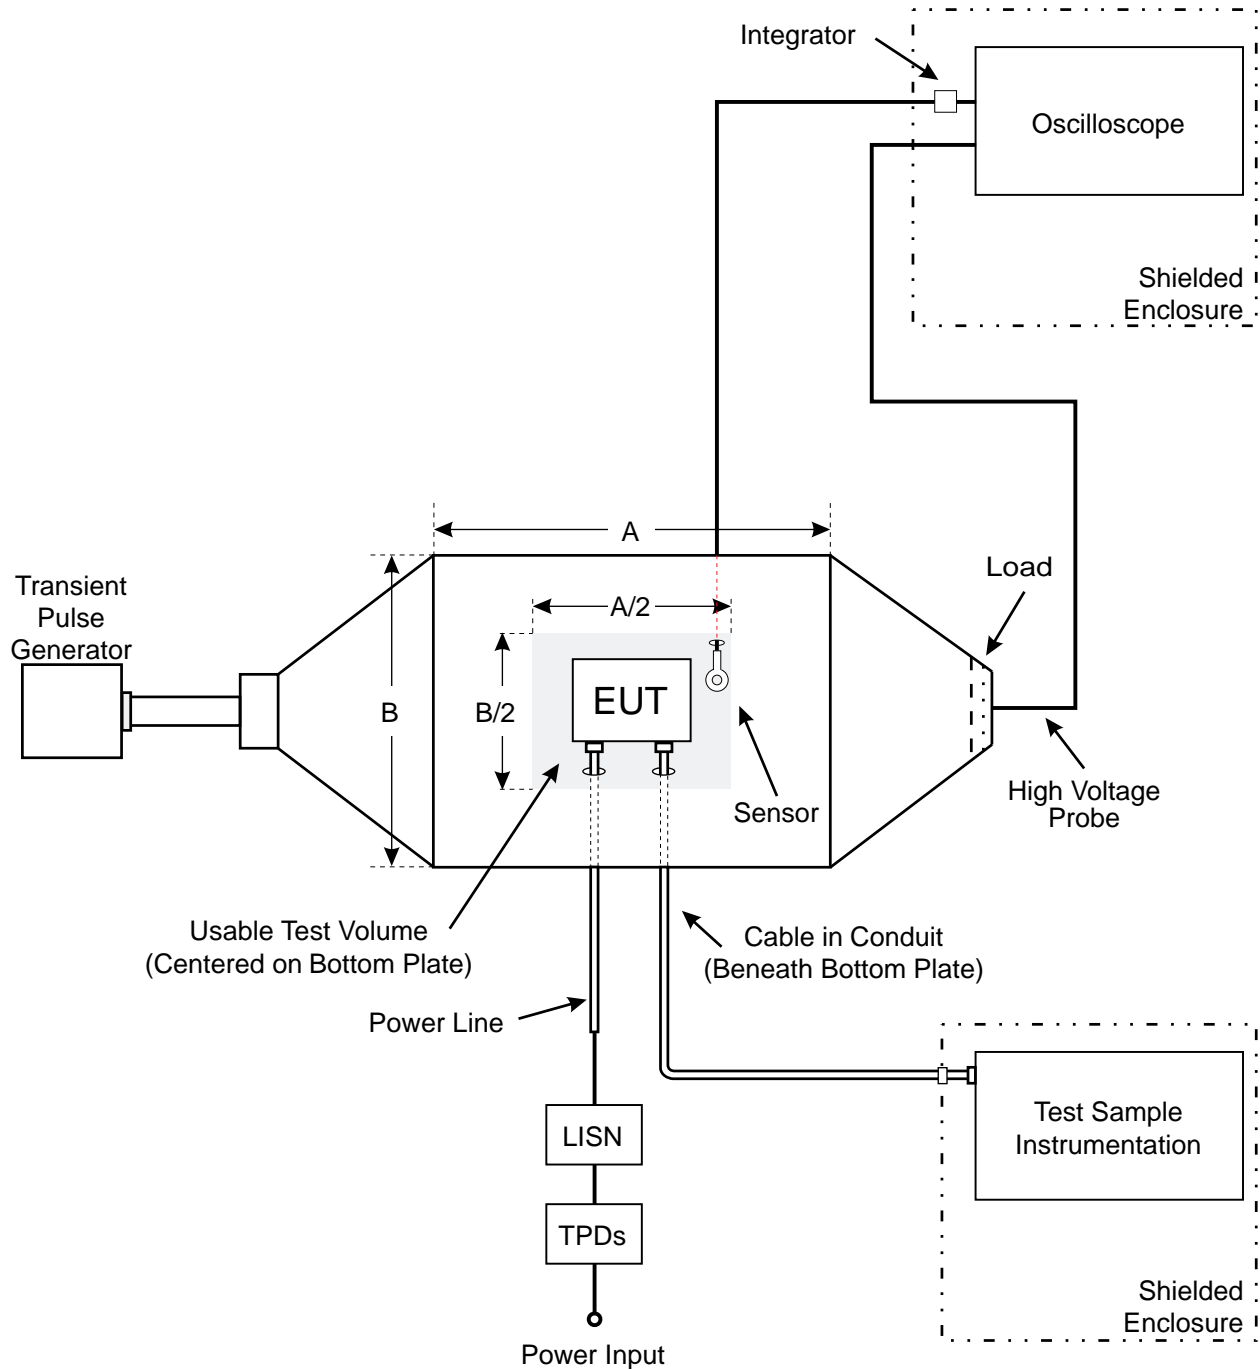 Integrator
Oscilloscope
Shielded
Enclosure
A
Load
Transient
Pulse
Generator
A/2
B
B/2
EUT
High Voltage
Probe
Sensor
Usable Test Volume
(Centered on Bottom Plate)
Cable in Conduit
(Beneath Bottom Plate)
Power Line
LISN
Test Sample
Instrumentation
TPDs
Shielded
Enclosure
Power Input